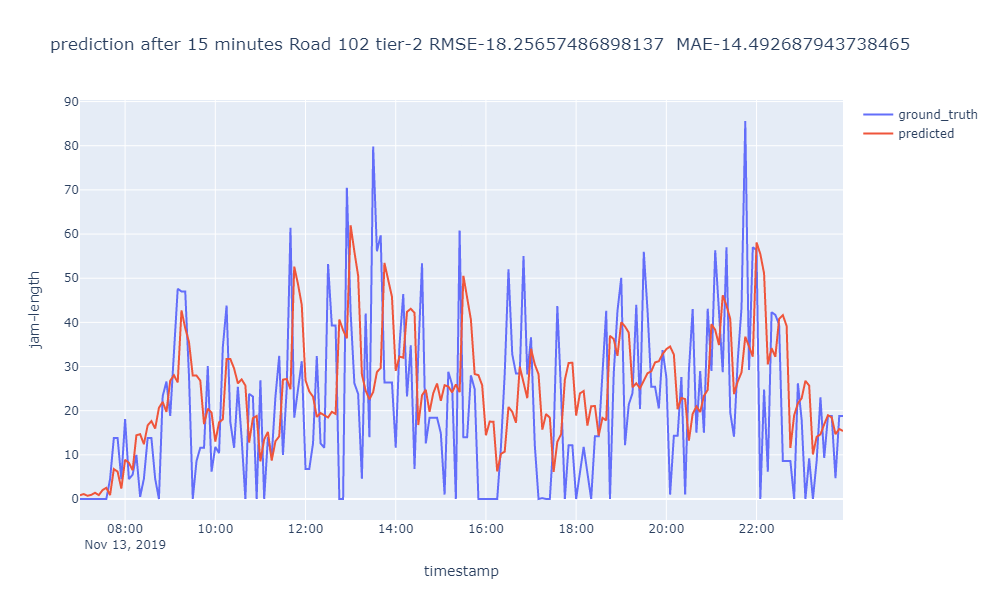 prediction after 15 minutes Road 102 tier-2 RMSE-18.25657486898137  MAE-14.492687943738465
ground_truth
predicted
90
80
70
60
50
40
30
20
10
0
jam-length
08:00 10:00 12:00 14:00 16:00 18:00 20:00 22:00
Nov 13, 2019
timestamp